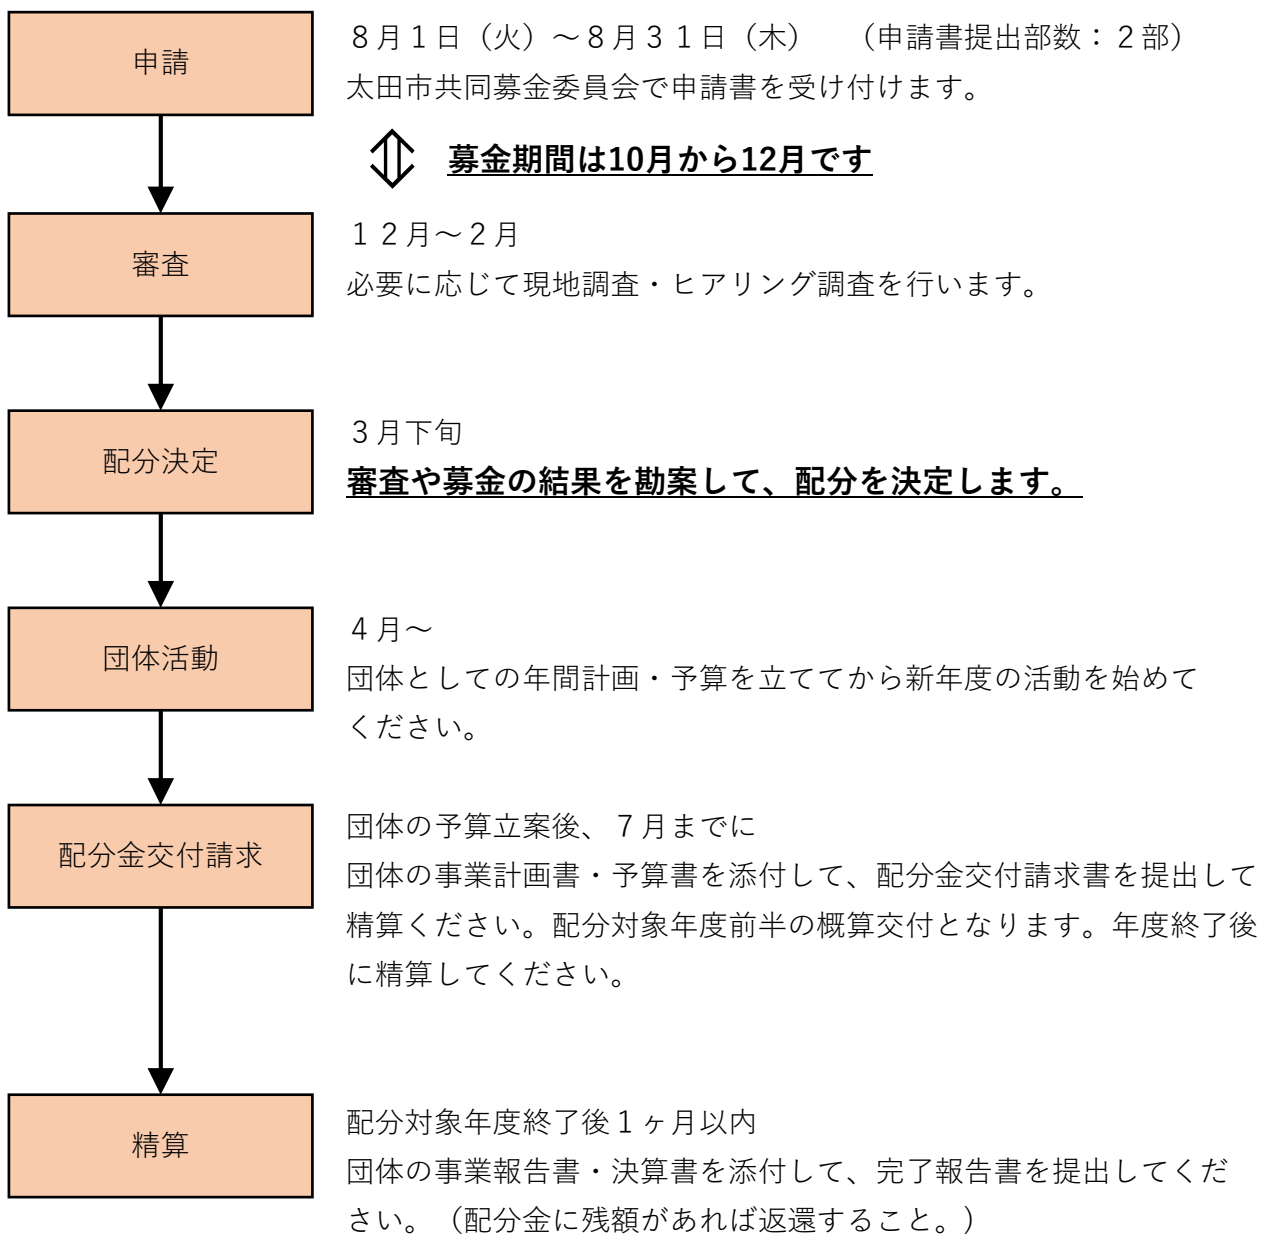 申請
８月１日（火）～８月３１日（木）　（申請書提出部数：２部）
太田市共同募金委員会で申請書を受け付けます。
募金期間は10月から12月です
審査
１２月～２月
必要に応じて現地調査・ヒアリング調査を行います。
配分決定
３月下旬
審査や募金の結果を勘案して、配分を決定します。
団体活動
４月～
団体としての年間計画・予算を立ててから新年度の活動を始めて
ください。
配分金交付請求
団体の予算立案後、７月までに
団体の事業計画書・予算書を添付して、配分金交付請求書を提出して
精算ください。配分対象年度前半の概算交付となります。年度終了後
に精算してください。
精算
配分対象年度終了後１ヶ月以内
団体の事業報告書・決算書を添付して、完了報告書を提出してくだ
さい。（配分金に残額があれば返還すること。）